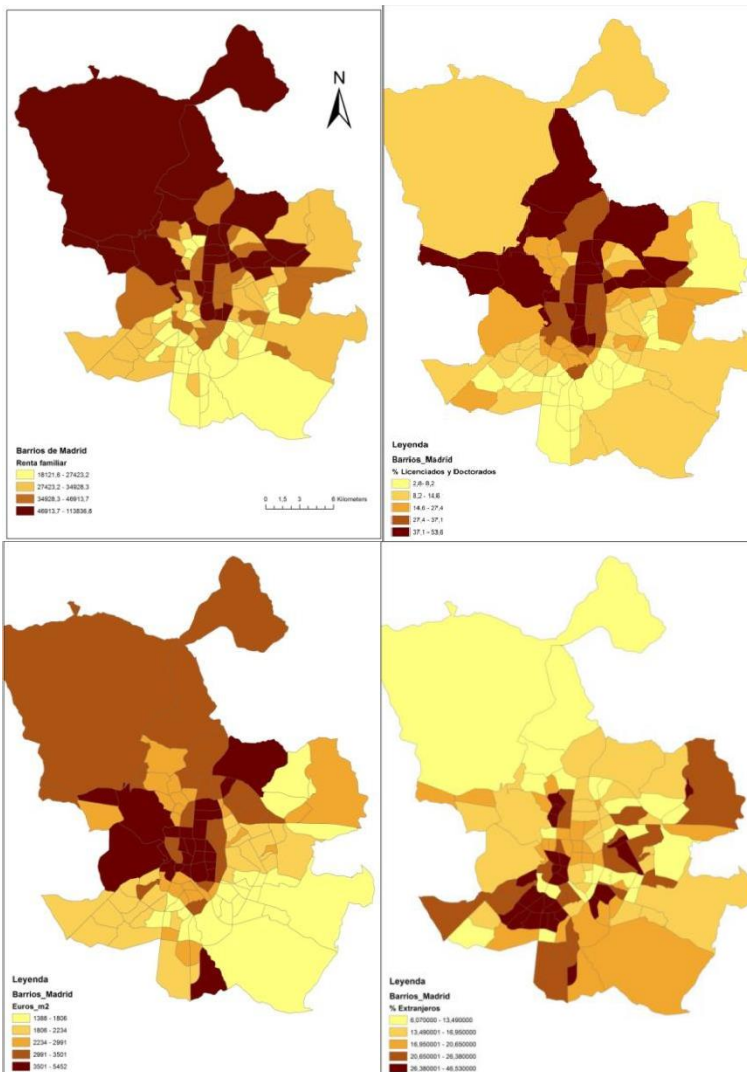 N
Barrios de Madrid
Renta familiar
18121,6 - 27423,2
27423,2 - 34928,3
34928,3 - 46913,7
46913,7 - 113836,8
0 1,5 3 6 Kilometers
Leyenda
Barrios_Madrid
% Licenciados y Doctorados
2,8 - 8,2
8,2 - 14,6
14,6 - 27,4
27,4 - 37,1
37,1 - 53,6
Leyenda
Barrios_Madrid
Euros_m2
1388 - 1806
1806 - 2234
2234 - 2991
2991 - 3501
3501 - 5452
Leyenda
Barrios_Madrid
% Extranjeros
6,070000 - 13,490000
13,490001 - 16,950000
16,950001 - 20,650000
20,650001 - 26,380000
26,380001 - 46,530000